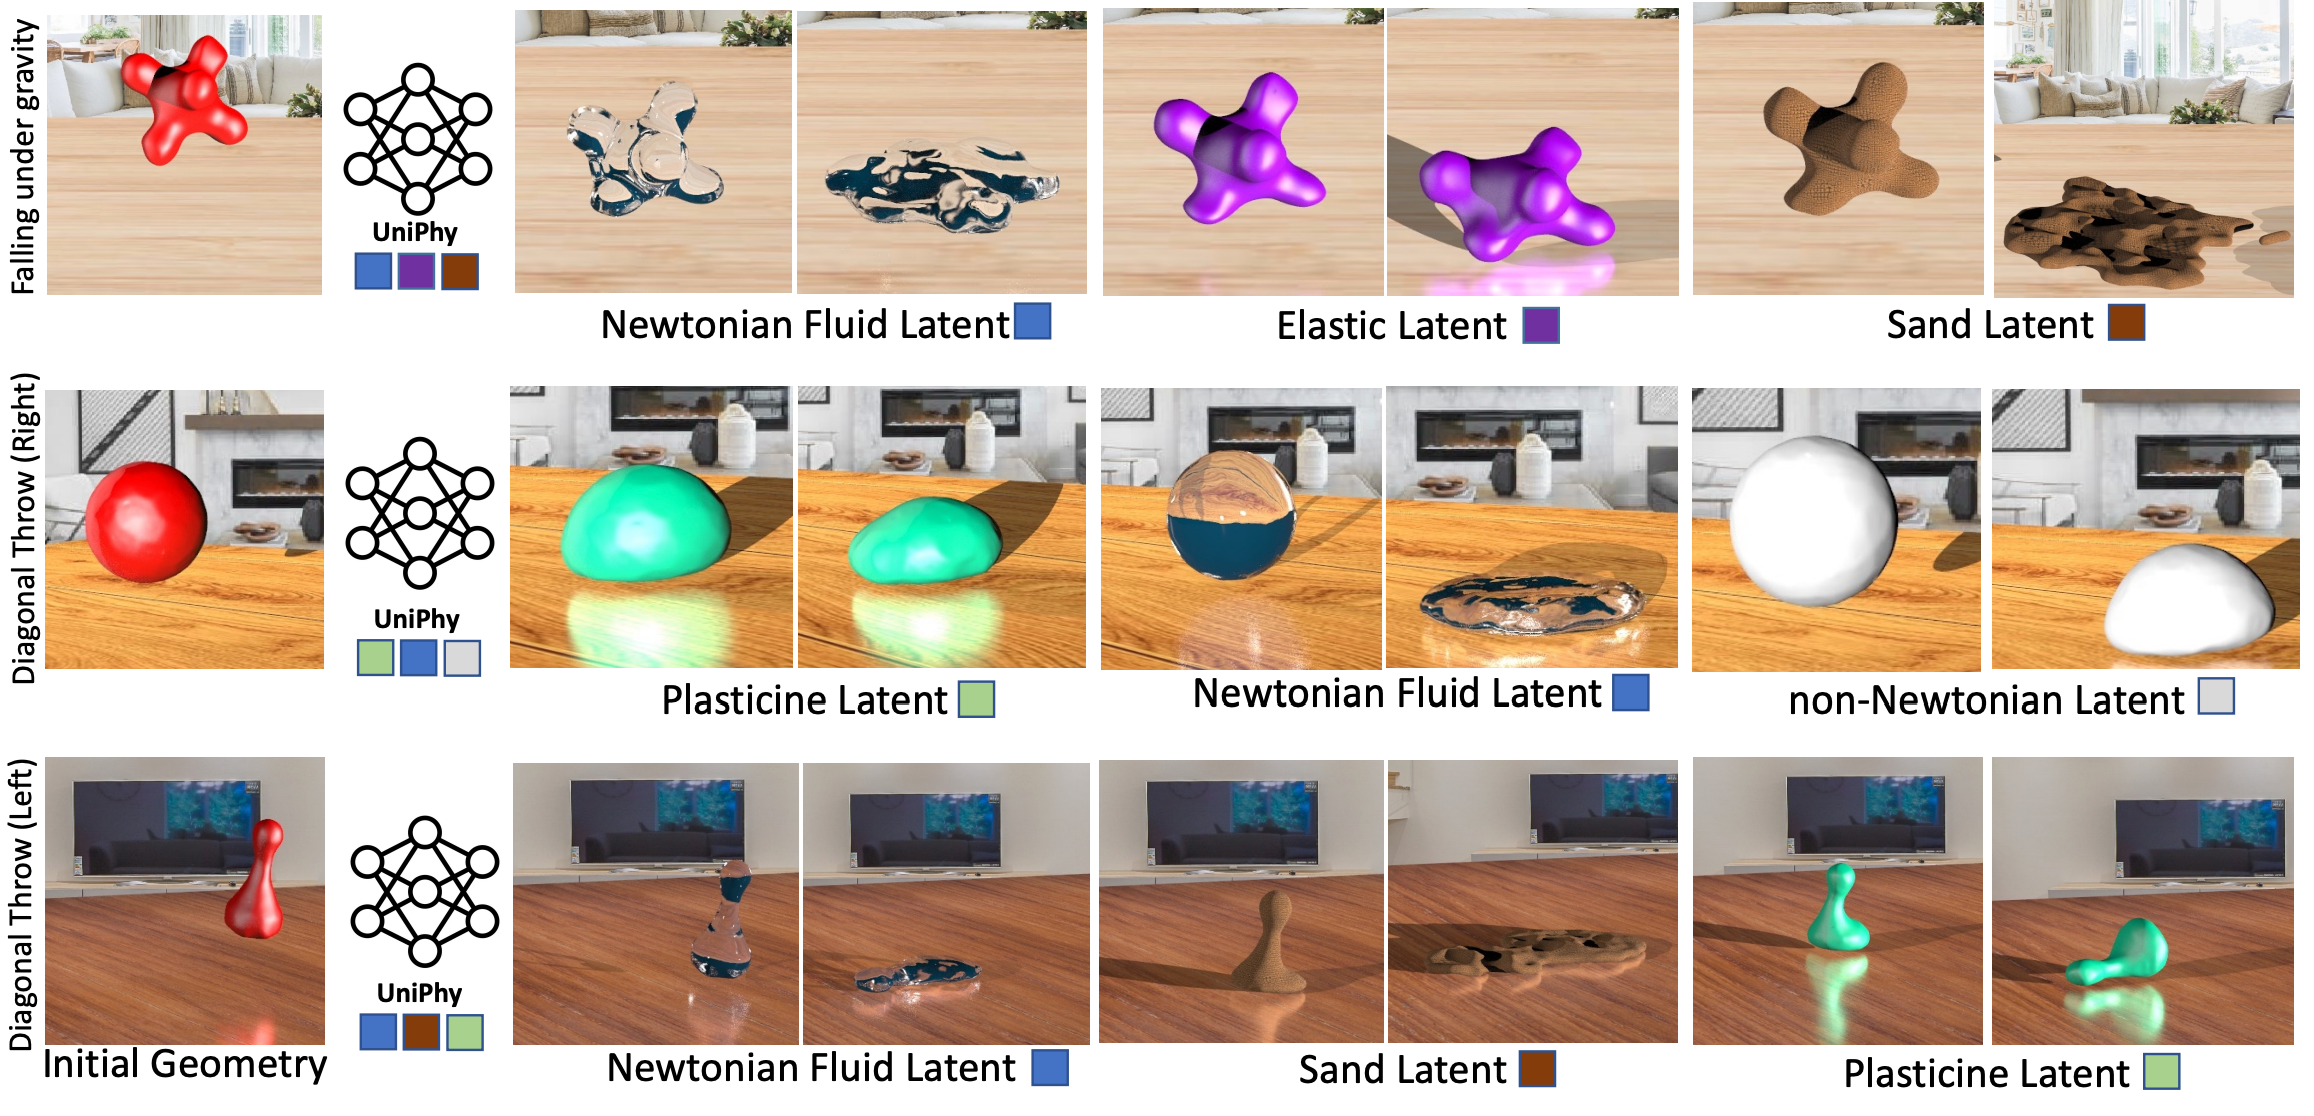 Falling under gravity
UniPhy
Newtonian Fluid Latent
Elastic Latent
Sand Latent
Diagonal Throw (Right)
UniPhy
Plasticine Latent
Newtonian Fluid Latent
non-Newtonian Latent
Diagonal Throw (Left)
UniPhy
Initial Geometry
Newtonian Fluid Latent
Sand Latent
Plasticine Latent